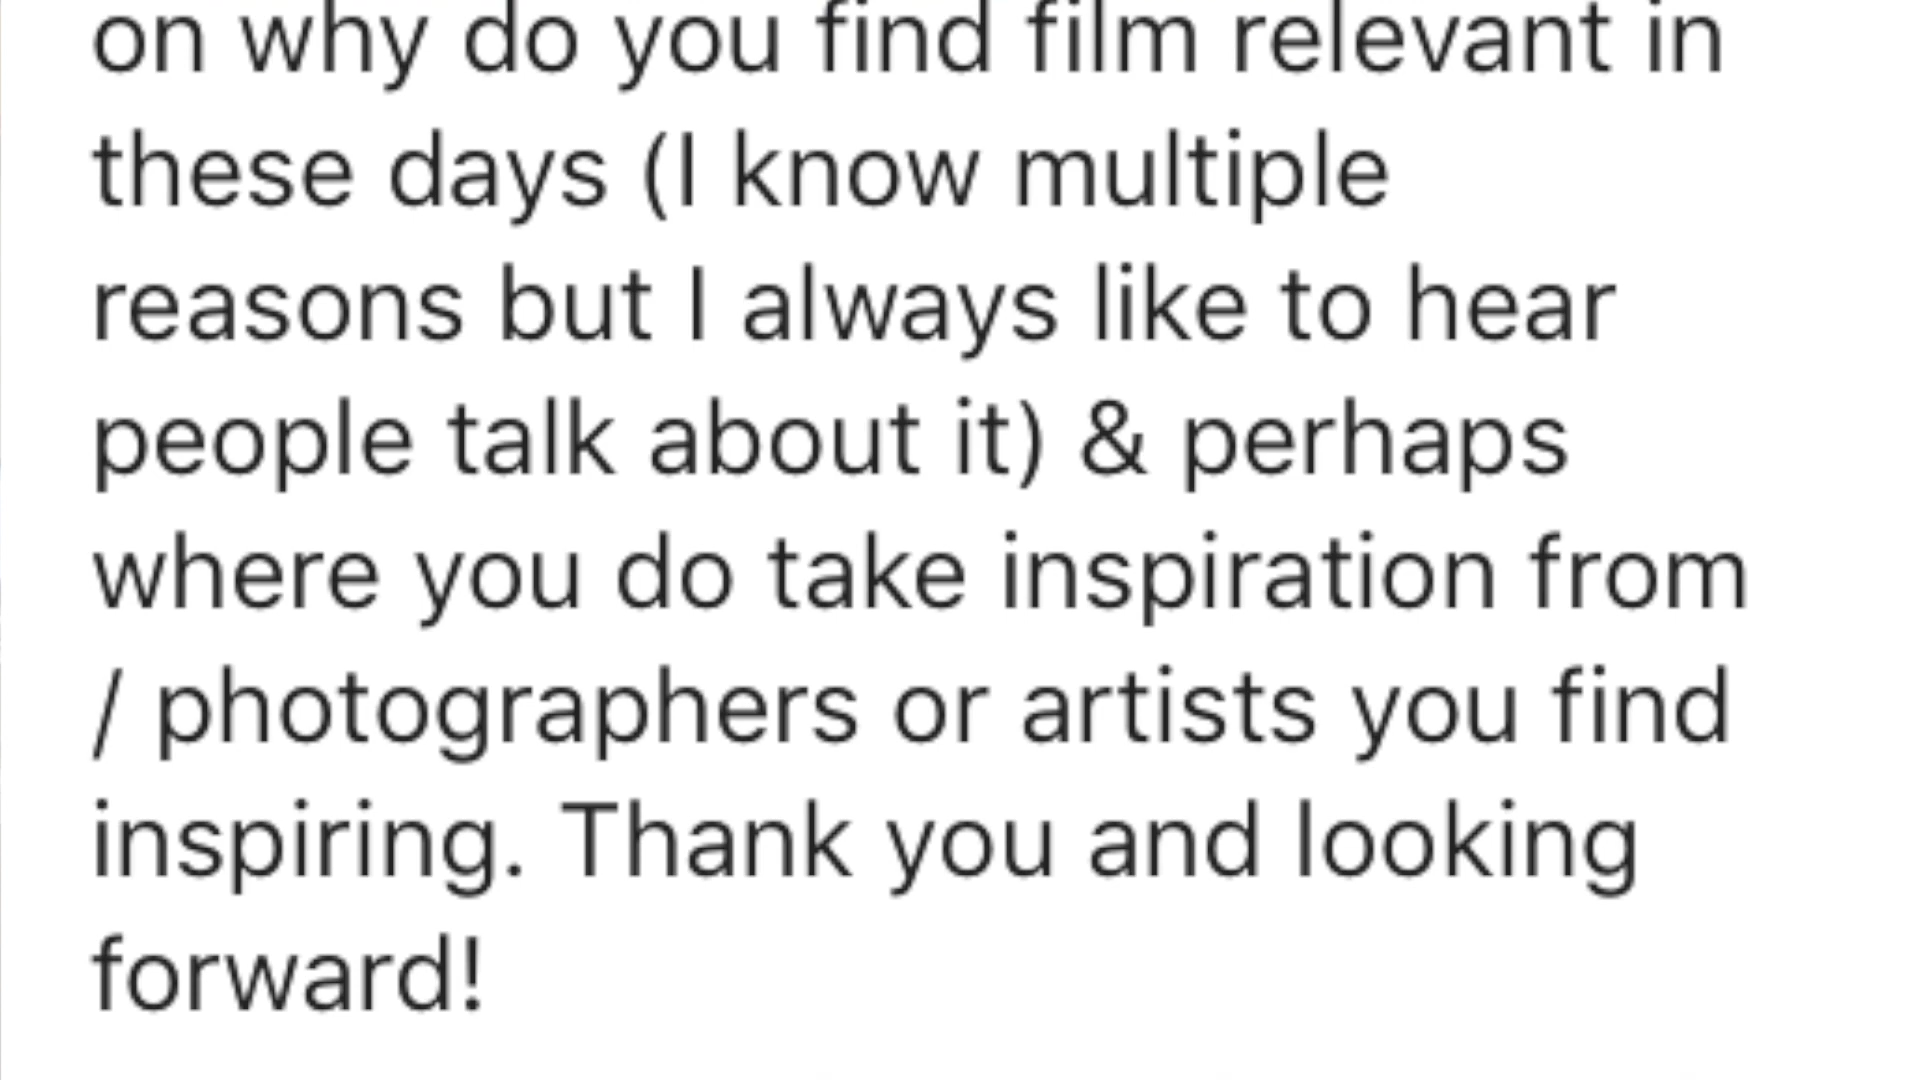 on why do you find film relevant in
these days (I know multiple
reasons but I always like to hear
people talk about it) & perhaps
where you do take inspiration from
/ photographers or artists you find
inspiring. Thank you and looking
forward!